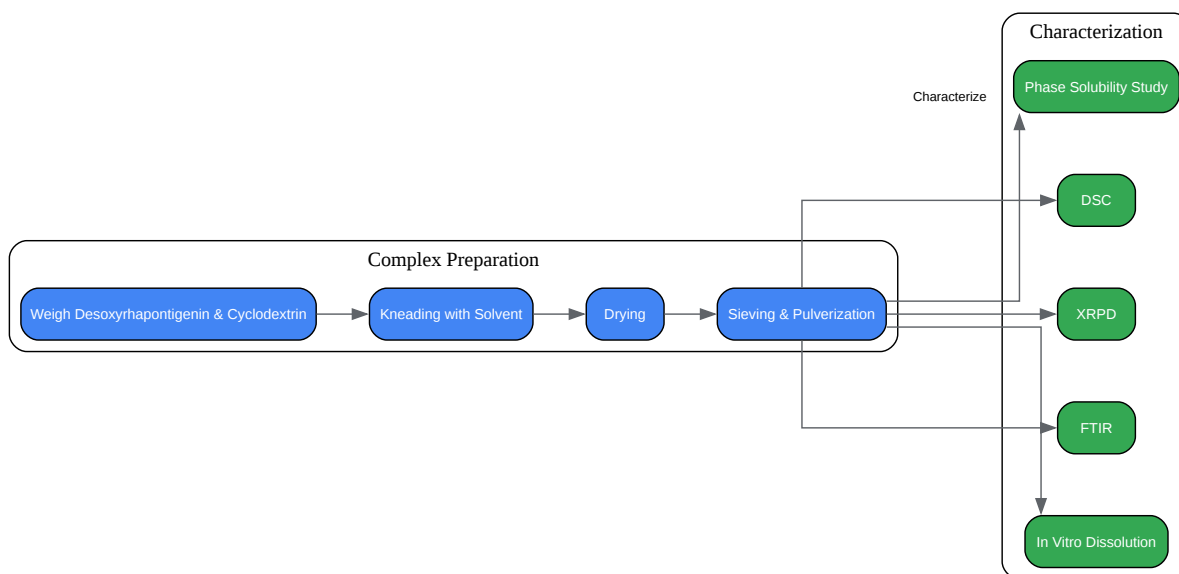 Characterization
Phase Solubility Study
Characterize
DSC
Complex Preparation
Weigh Desoxyrhapontigenin & Cyclodextrin
Kneading with Solvent
Drying
Sieving & Pulverization
XRPD
FTIR
In Vitro Dissolution